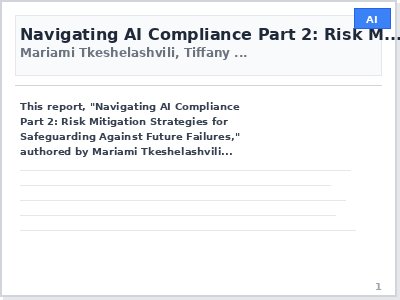 AI
Navigating AI Compliance Part 2: Risk M...
Mariami Tkeshelashvili, Tiffany ...
This report, "Navigating AI Compliance
Part 2: Risk Mitigation Strategies for
Safeguarding Against Future Failures,"
authored by Mariami Tkeshelashvili...
1